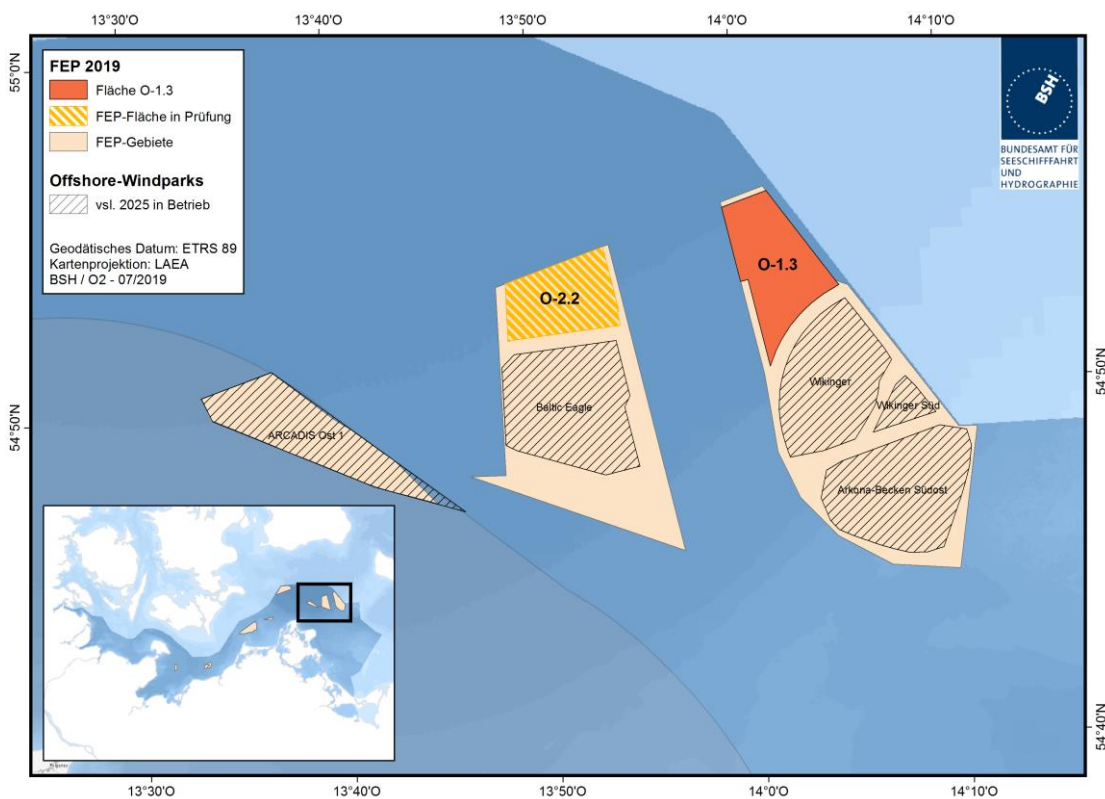 13°30'O
13°40'O
13°50'O
14°0'O
14°10'O
55°0'N
54°50'N
FEP 2019
Fläche O-1.3
FEP-Fläche in Prüfung
FEP-Gebiete
Offshore-Windparks
vsl. 2025 in Betrieb
Geodätisches Datum: ETRS 89
Kartenprojektion: LAEA
BSH / O2 - 07/2019
BSH
BUNDESAMT FÜR
SEESCHIFFFAHRT
UND
HYDROGRAPHIE
O-1.3
O-2.2
Wikinger
Wikinger Süd
Baltic Eagle
ARCADIS Ost 1
Arkona-Becken Südost
54°50'N
54°40'N
13°30'O
13°40'O
13°50'O
14°0'O
14°10'O